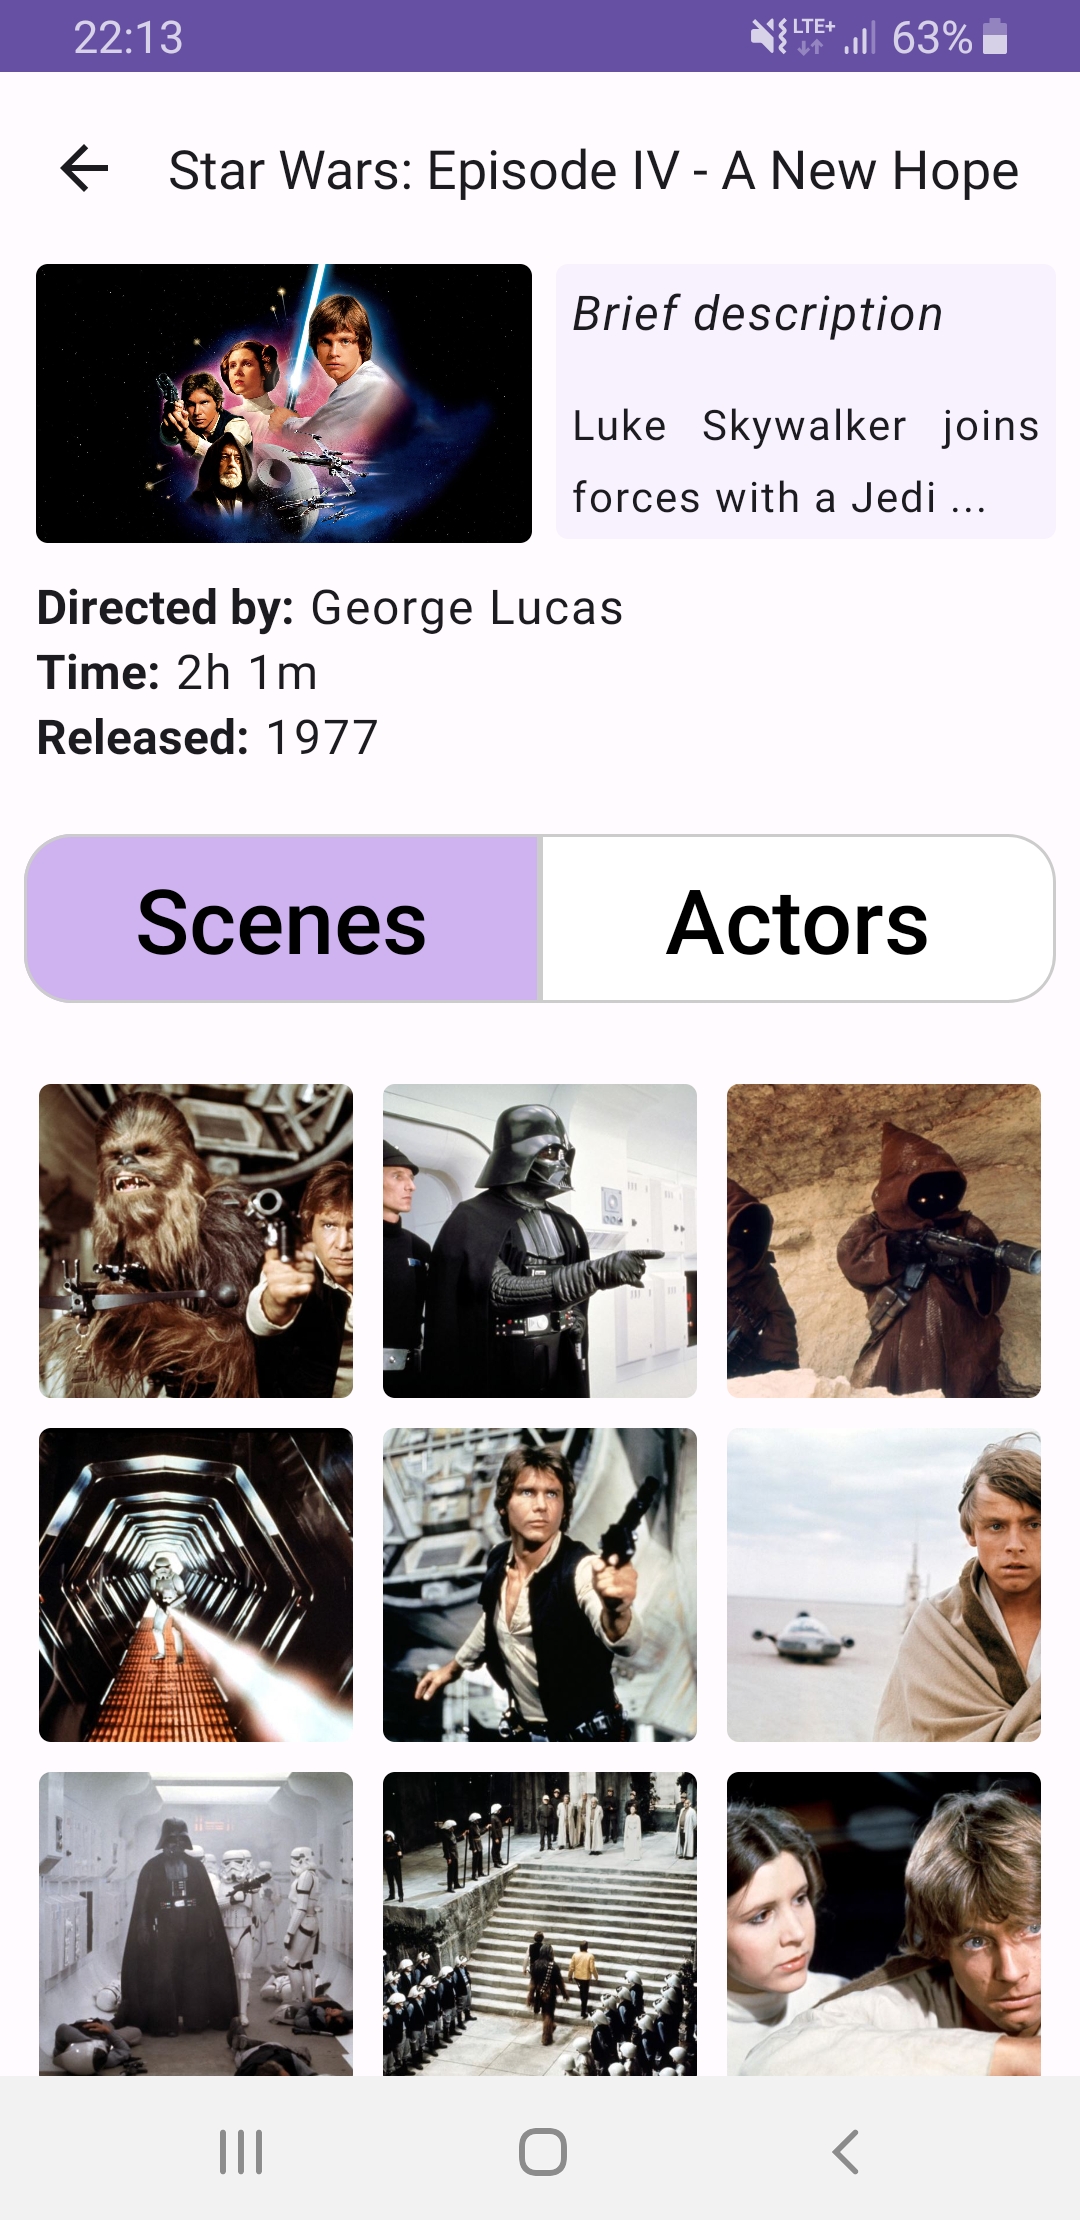 22:13 LTE+ 63%
Star Wars: Episode IV - A New Hope
Brief description
Luke Skywalker joins
forces with a Jedi ...
Directed by: George Lucas
Time: 2h 1m
Released: 1977
Scenes Actors